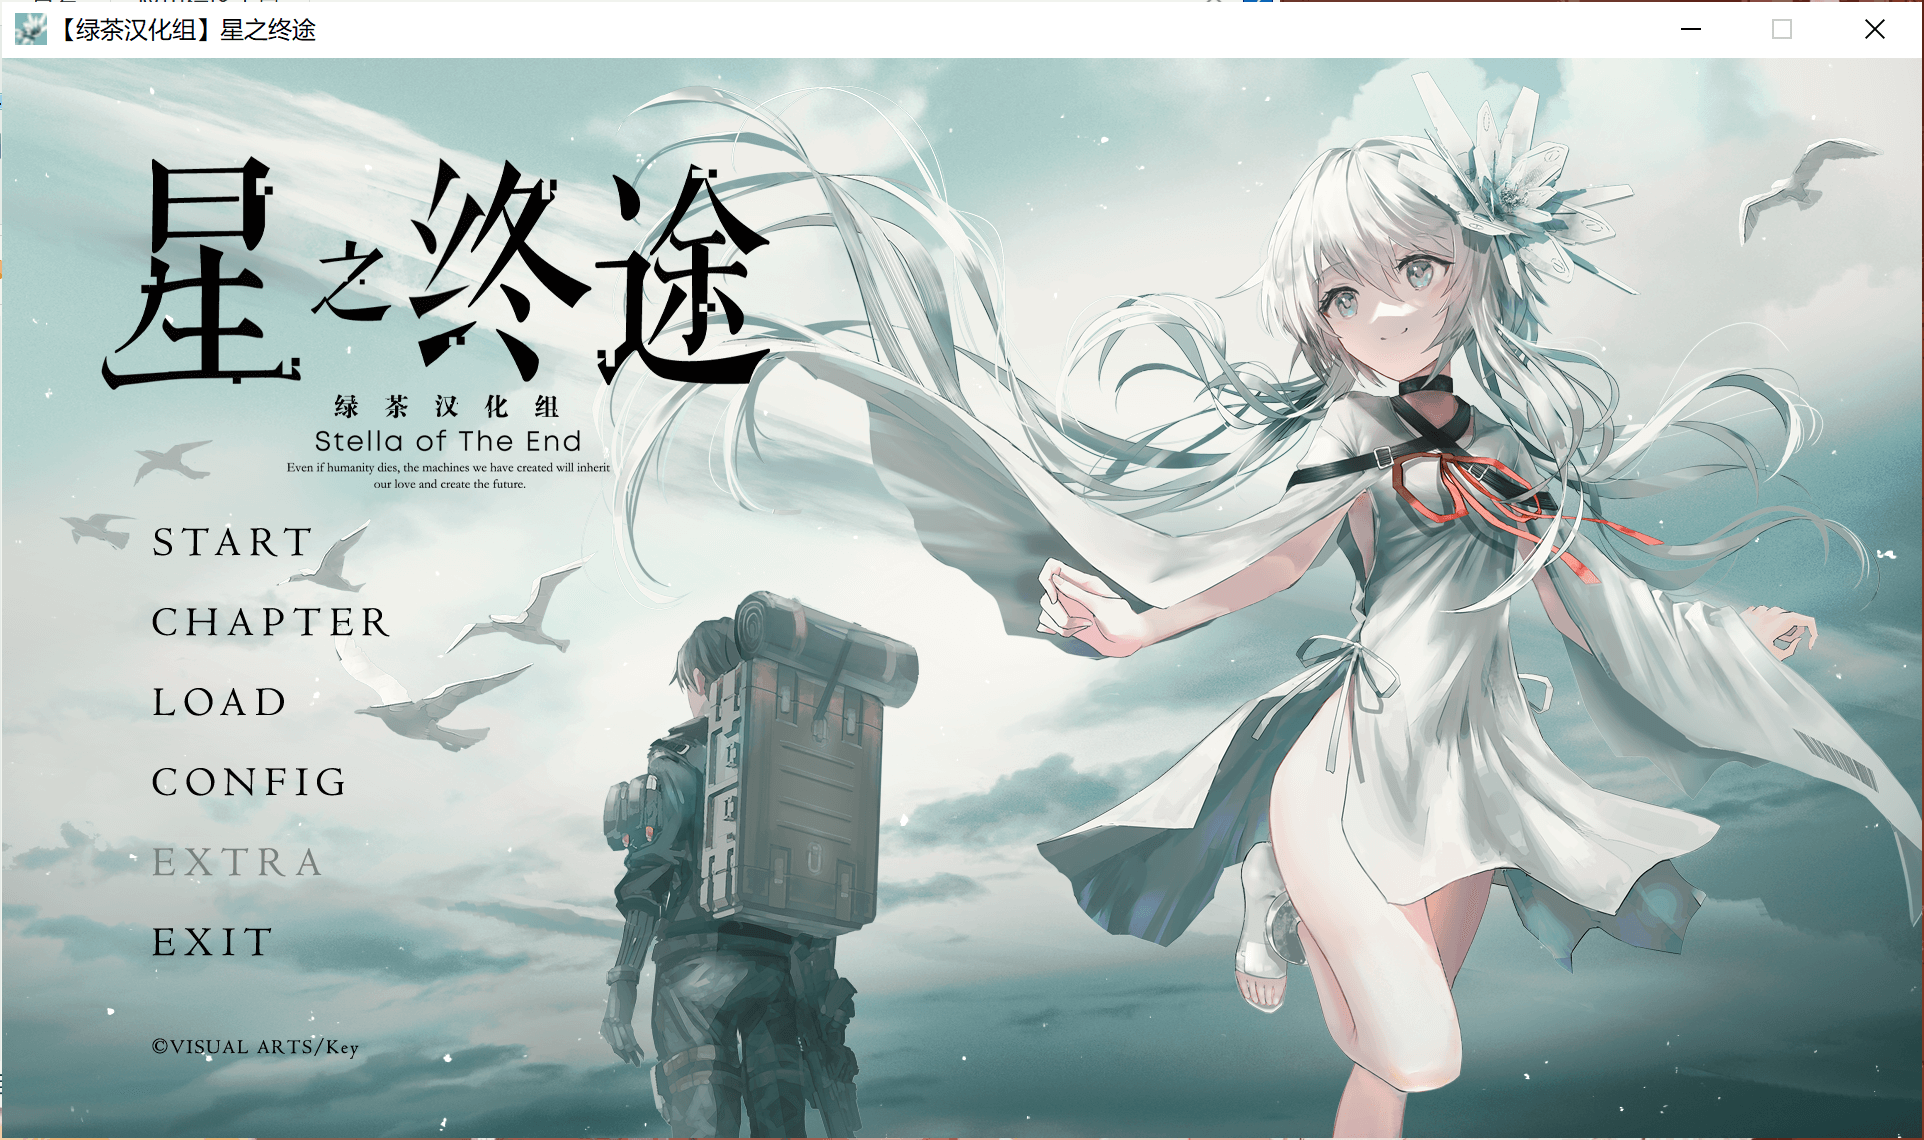 【绿茶汉化组】星之终途
星之终途
绿茶汉化组
Stella of The End
Even if humanity dies, the machines we have created will inherit
our love and create the future.
START
CHAPTER
LOAD
CONFIG
EXTRA
EXIT
©VISUAL ARTS/Key